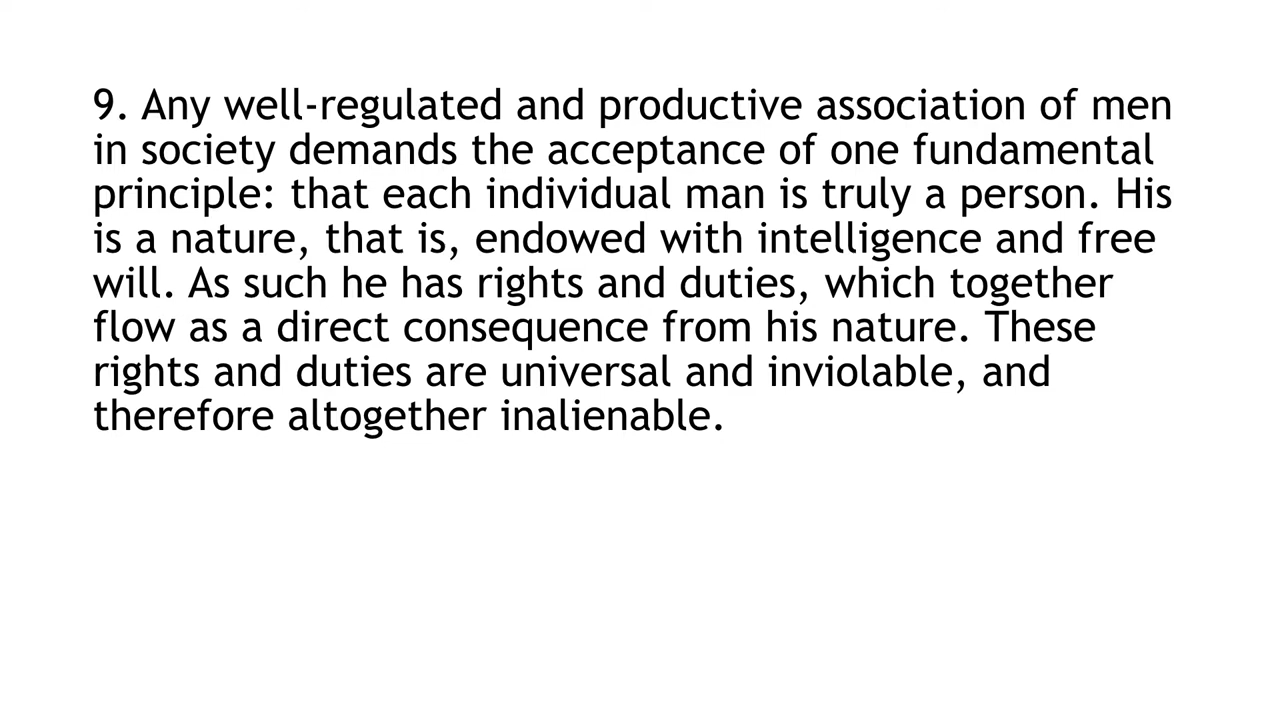 9. Any well-regulated and productive association of men
in society demands the acceptance of one fundamental
principle: that each individual man is truly a person. His
is a nature, that is, endowed with intelligence and free
will. As such he has rights and duties, which together
flow as a direct consequence from his nature. These
rights and duties are universal and inviolable, and
therefore altogether inalienable.